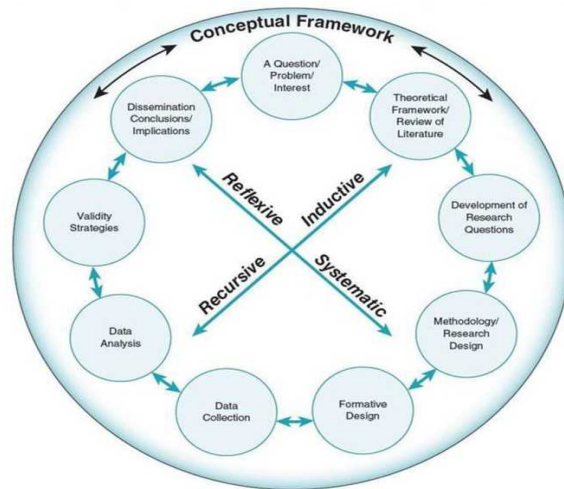 Conceptual Framework
A Question/
Problem/
Interest
Theoretical
Framework/
Review of
Literature
Development of
Research
Questions
Methodology/
Research
Design
Formative
Design
Data
Collection
Data
Analysis
Validity
Strategies
Dissemination
Conclusions/
Implications
Reflexive
Inductive
Recursive
Systematic